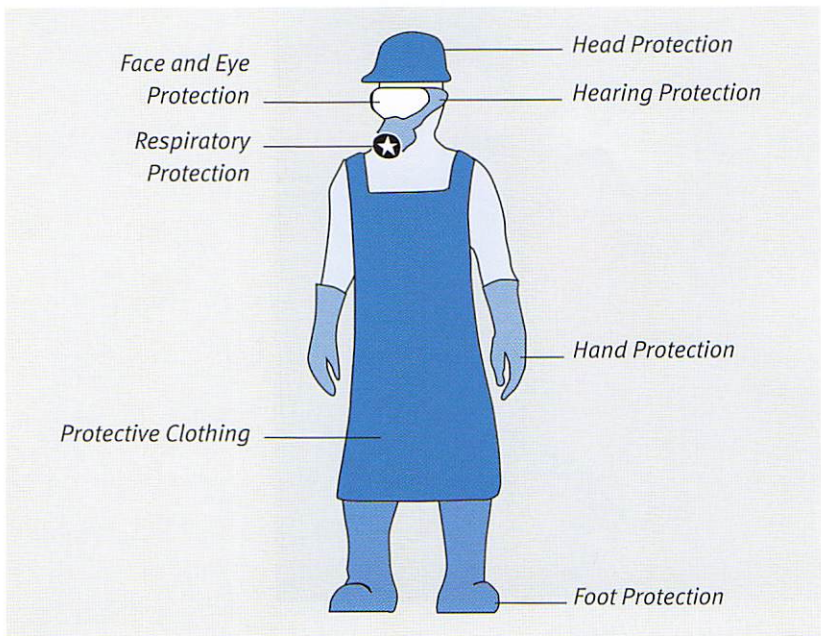 Face and Eye
Protection
Respiratory
Protection
Protective Clothing
Head Protection
Hearing Protection
Hand Protection
Foot Protection